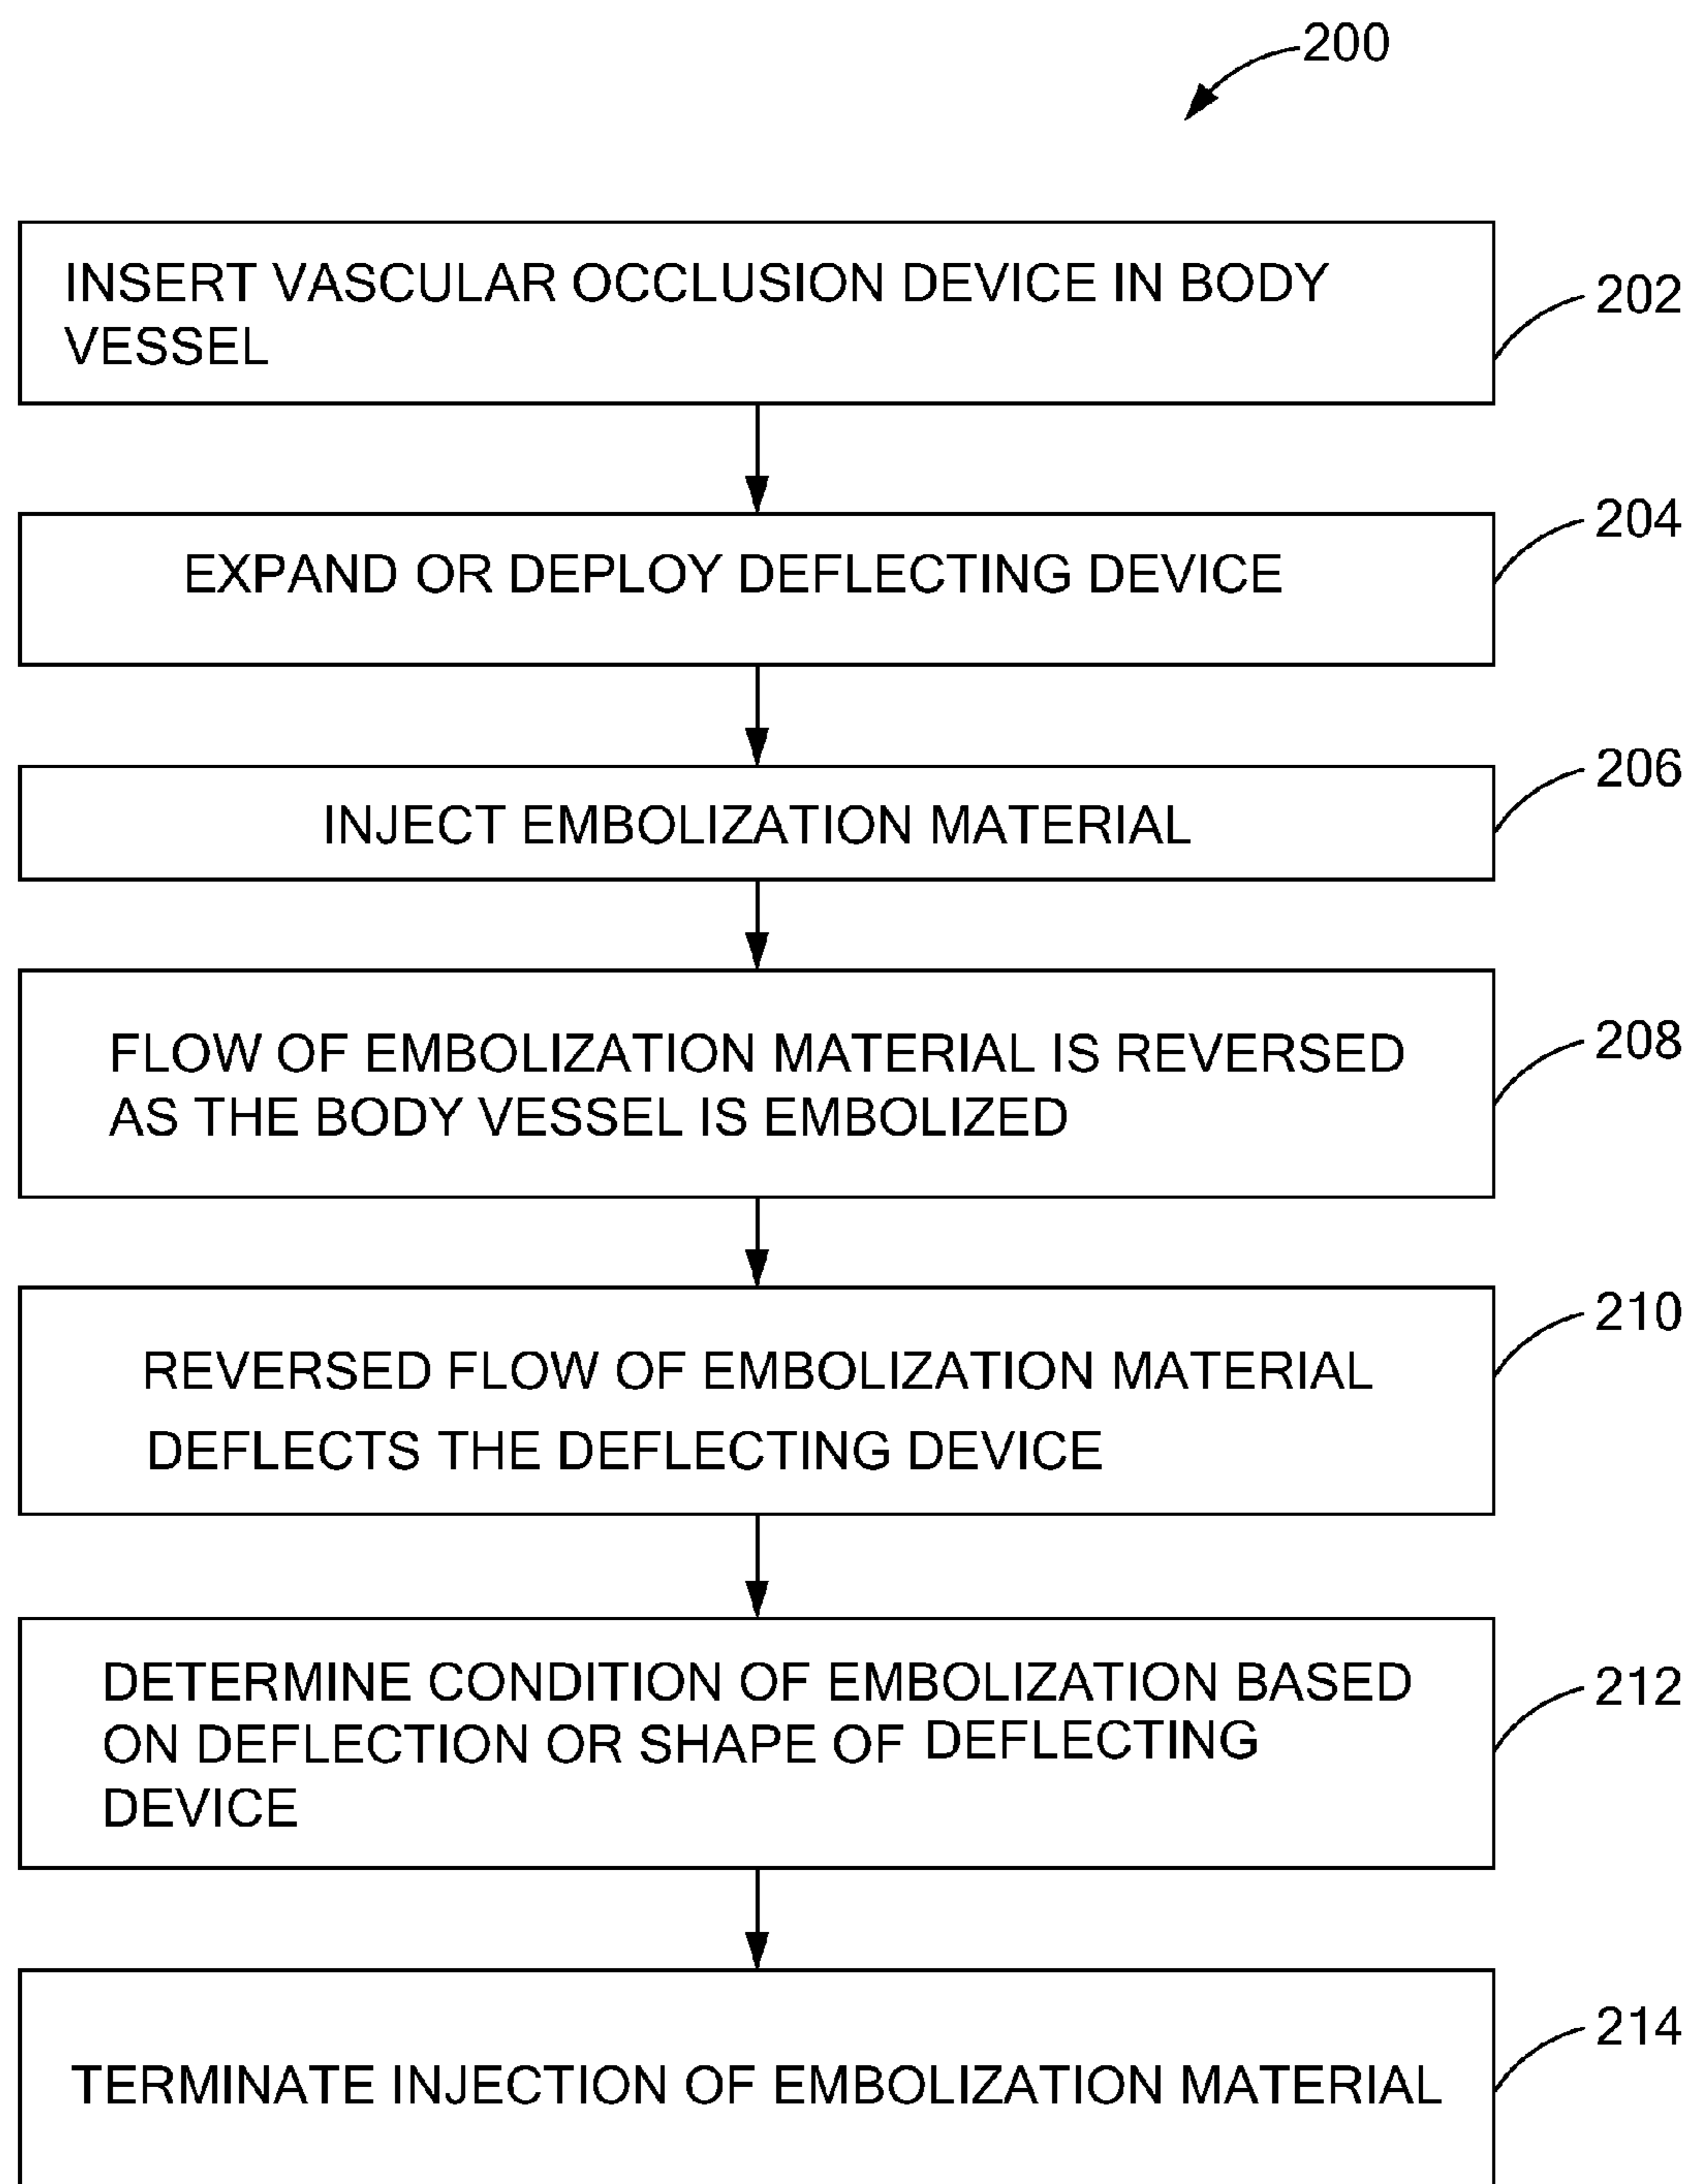 200
INSERT VASCULAR OCCLUSION DEVICE IN BODY
VESSEL
202
EXPAND OR DEPLOY DEFLECTING DEVICE
204
INJECT EMBOLIZATION MATERIAL
206
FLOW OF EMBOLIZATION MATERIAL IS REVERSED
AS THE BODY VESSEL IS EMBOLIZED
208
REVERSED FLOW OF EMBOLIZATION MATERIAL
DEFLECTS THE DEFLECTING DEVICE
210
DETERMINE CONDITION OF EMBOLIZATION BASED
ON DEFLECTION OR SHAPE OF DEFLECTING
DEVICE
212
TERMINATE INJECTION OF EMBOLIZATION MATERIAL
214